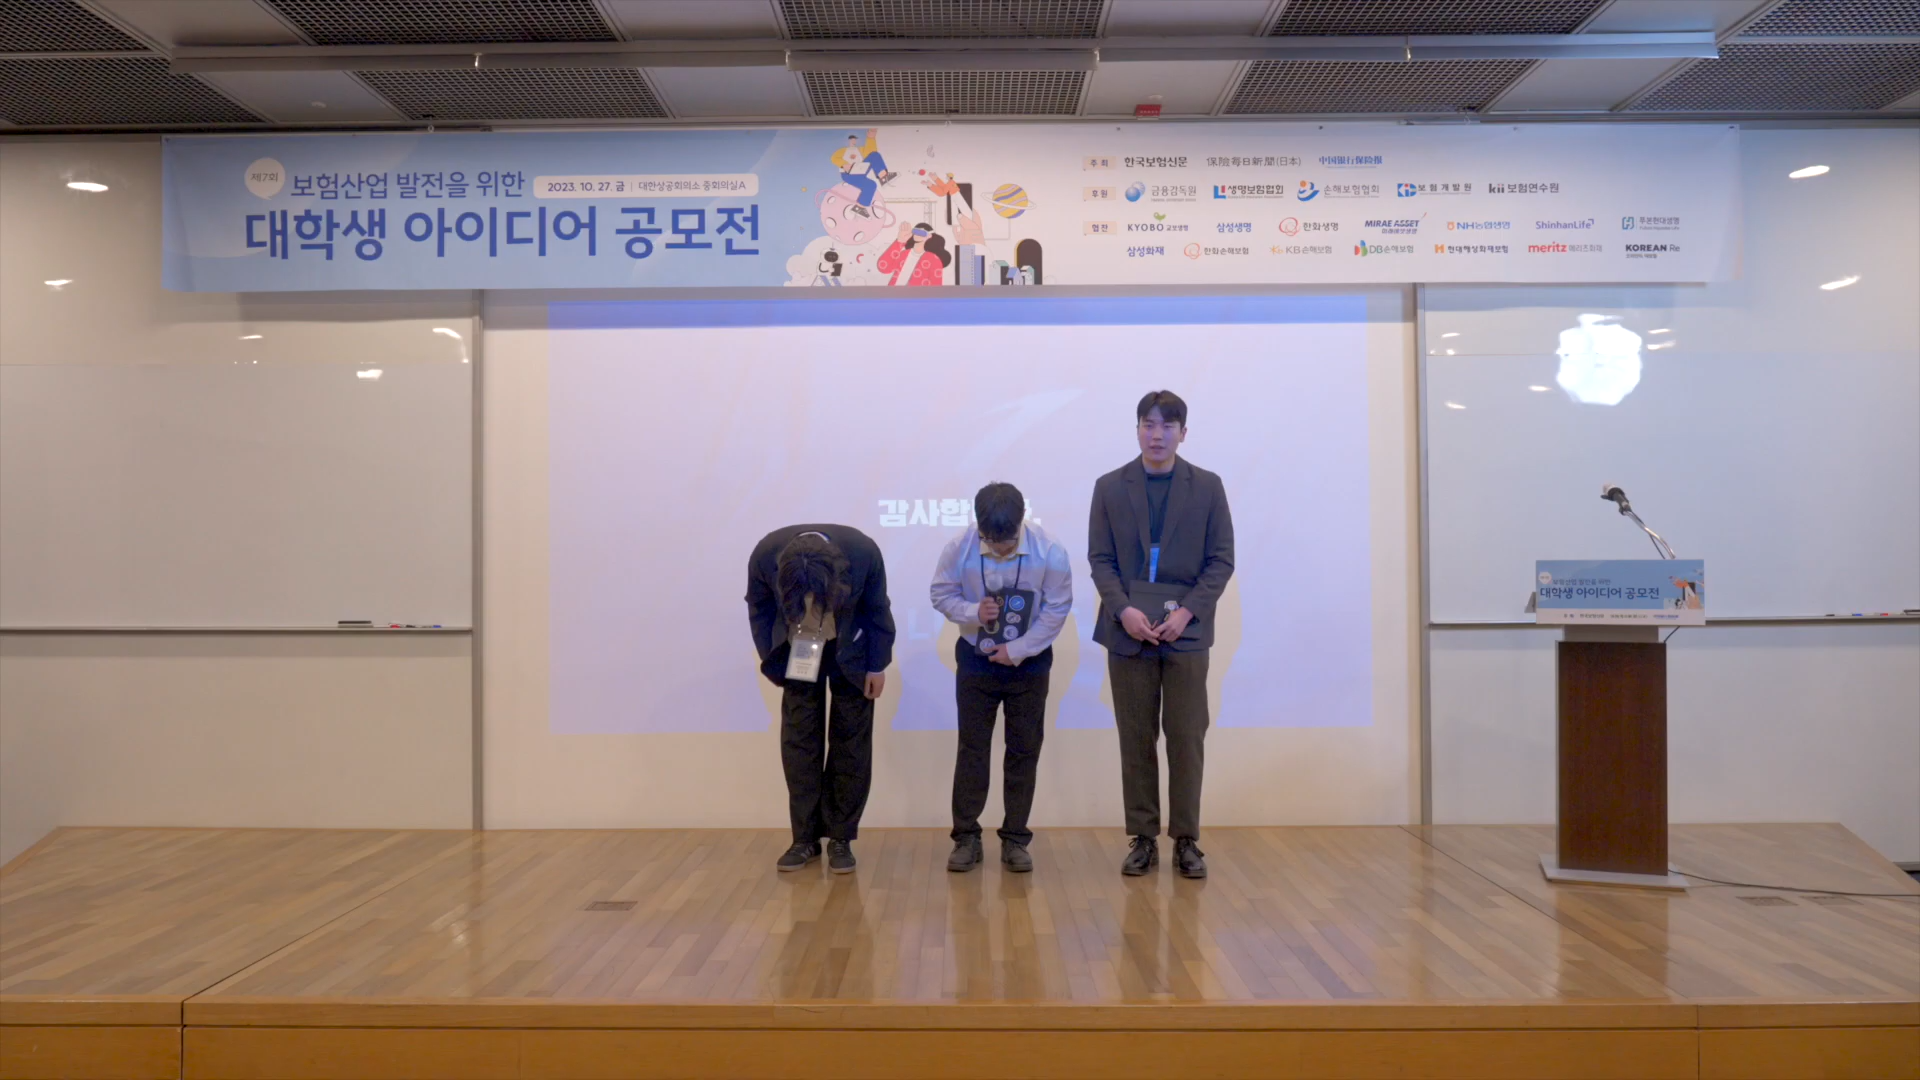 제7회
보험산업 발전을 위한
2023. 10. 27. 금 | 대한상공회의소 중회의실A
대학생 아이디어 공모전
주최 한국보험신문 保険毎日新聞(日本) 中国银行保险报
후원 금융감독원 생명보험협회 손해보험협회 보험개발원 kii 보험연수원
협찬 KYOBO 교보생명 삼성생명 한화생명 MIRAE ASSET 미래에셋생명 NH농협생명 ShinhanLife 푸본현대생명
삼성화재 한화손해보험 KB손해보험 DB손해보험 현대해상화재보험 meritz 메리츠화재 KOREAN Re
감사합
보험산업 발전을 위한
대학생 아이디어 공모전